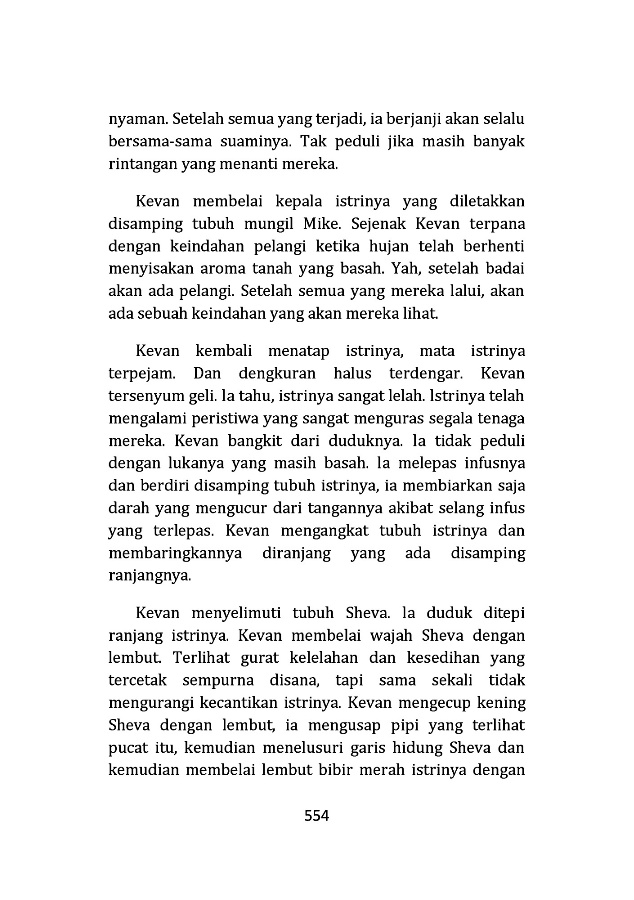 nyaman. Setelah semua yang terjadi, ia berjanji akan selalu
bersama-sama suaminya. Tak peduli jika masih banyak
rintangan yang menanti mereka.
Kevan membelai kepala istrinya yang diletakkan
disamping tubuh mungil Mike. Sejenak Kevan terpana
dengan keindahan pelangi ketika hujan telah berhenti
menyisakan aroma tanah yang basah. Yah, setelah badai
akan ada pelangi. Setelah semua yang mereka lalui, akan
ada sebuah keindahan yang akan mereka lihat.
Kevan kembali menatap istrinya, mata istrinya
terpejam. Dan dengkuran halus terdengar. Kevan
tersenyum geli. Ia tahu, istrinya sangat lelah. Istrinya telah
mengalami peristiwa yang sangat menguras segala tenaga
mereka. Kevan bangkit dari duduknya. Ia tidak peduli
dengan lukanya yang masih basah. Ia melepas infusnya
dan berdiri disamping tubuh istrinya, ia membiarkan saja
darah yang mengucur dari tangannya akibat selang infus
yang terlepas. Kevan mengangkat tubuh istrinya dan
membaringkannya diranjang yang ada disamping
ranjangnya.
Kevan menyelimuti tubuh Sheva. Ia duduk ditepi
ranjang istrinya. Kevan membelai wajah Sheva dengan
lembut. Terlihat gurat kelelahan dan kesedihan yang
tercetak sempurna disana, tapi sama sekali tidak
mengurangi kecantikan istrinya. Kevan mengecup kening
Sheva dengan lembut, ia mengusap pipi yang terlihat
pucat itu, kemudian menelusuri garis hidung Sheva dan
kemudian membelai lembut bibir merah istrinya dengan
554